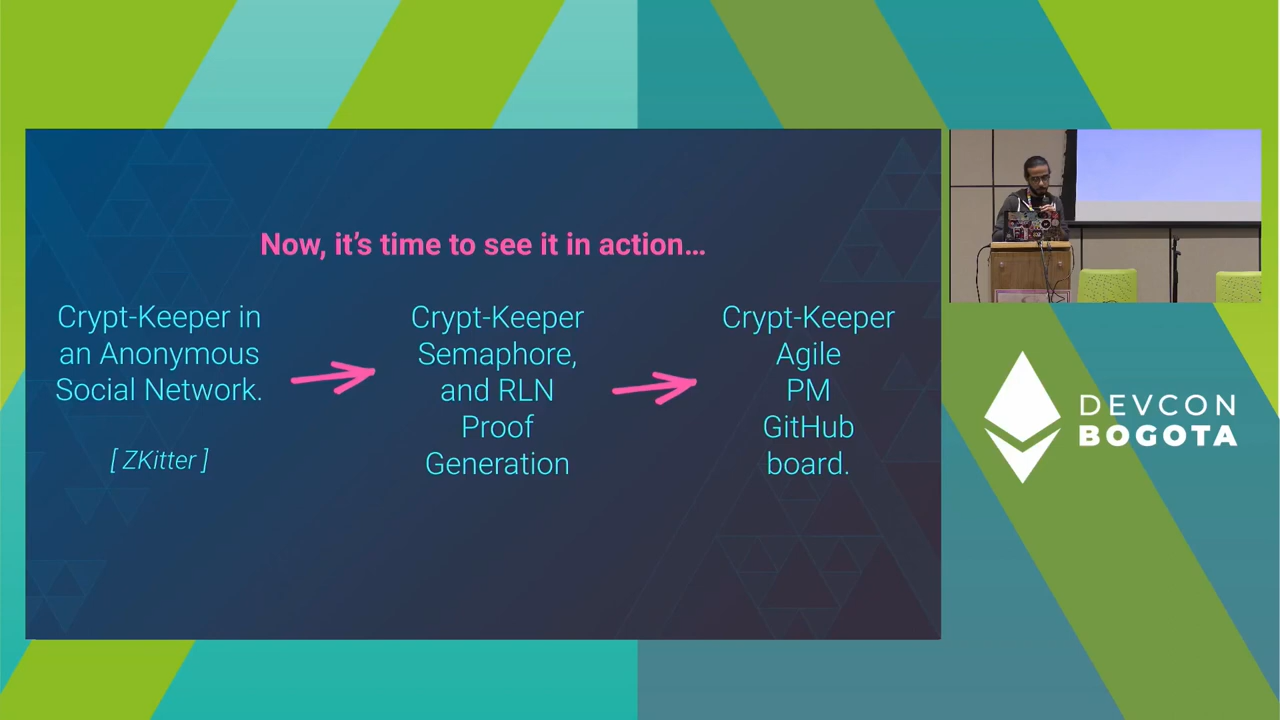 Now, it's time to see it in action...
Crypt-Keeper in
an Anonymous
Social Network.
[ ZKitter ]
Crypt-Keeper
Semaphore,
and RLN
Proof
Generation
Crypt-Keeper
Agile
PM
GitHub
board.
DEVCON
BOGOTA